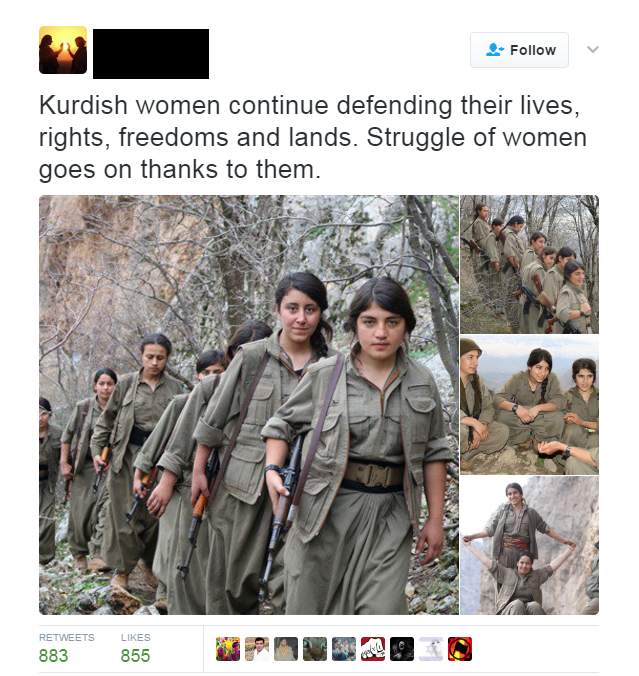 Follow
Kurdish women continue defending their lives,
rights, freedoms and lands. Struggle of women
goes on thanks to them.
RETWEETS LIKES
883 855